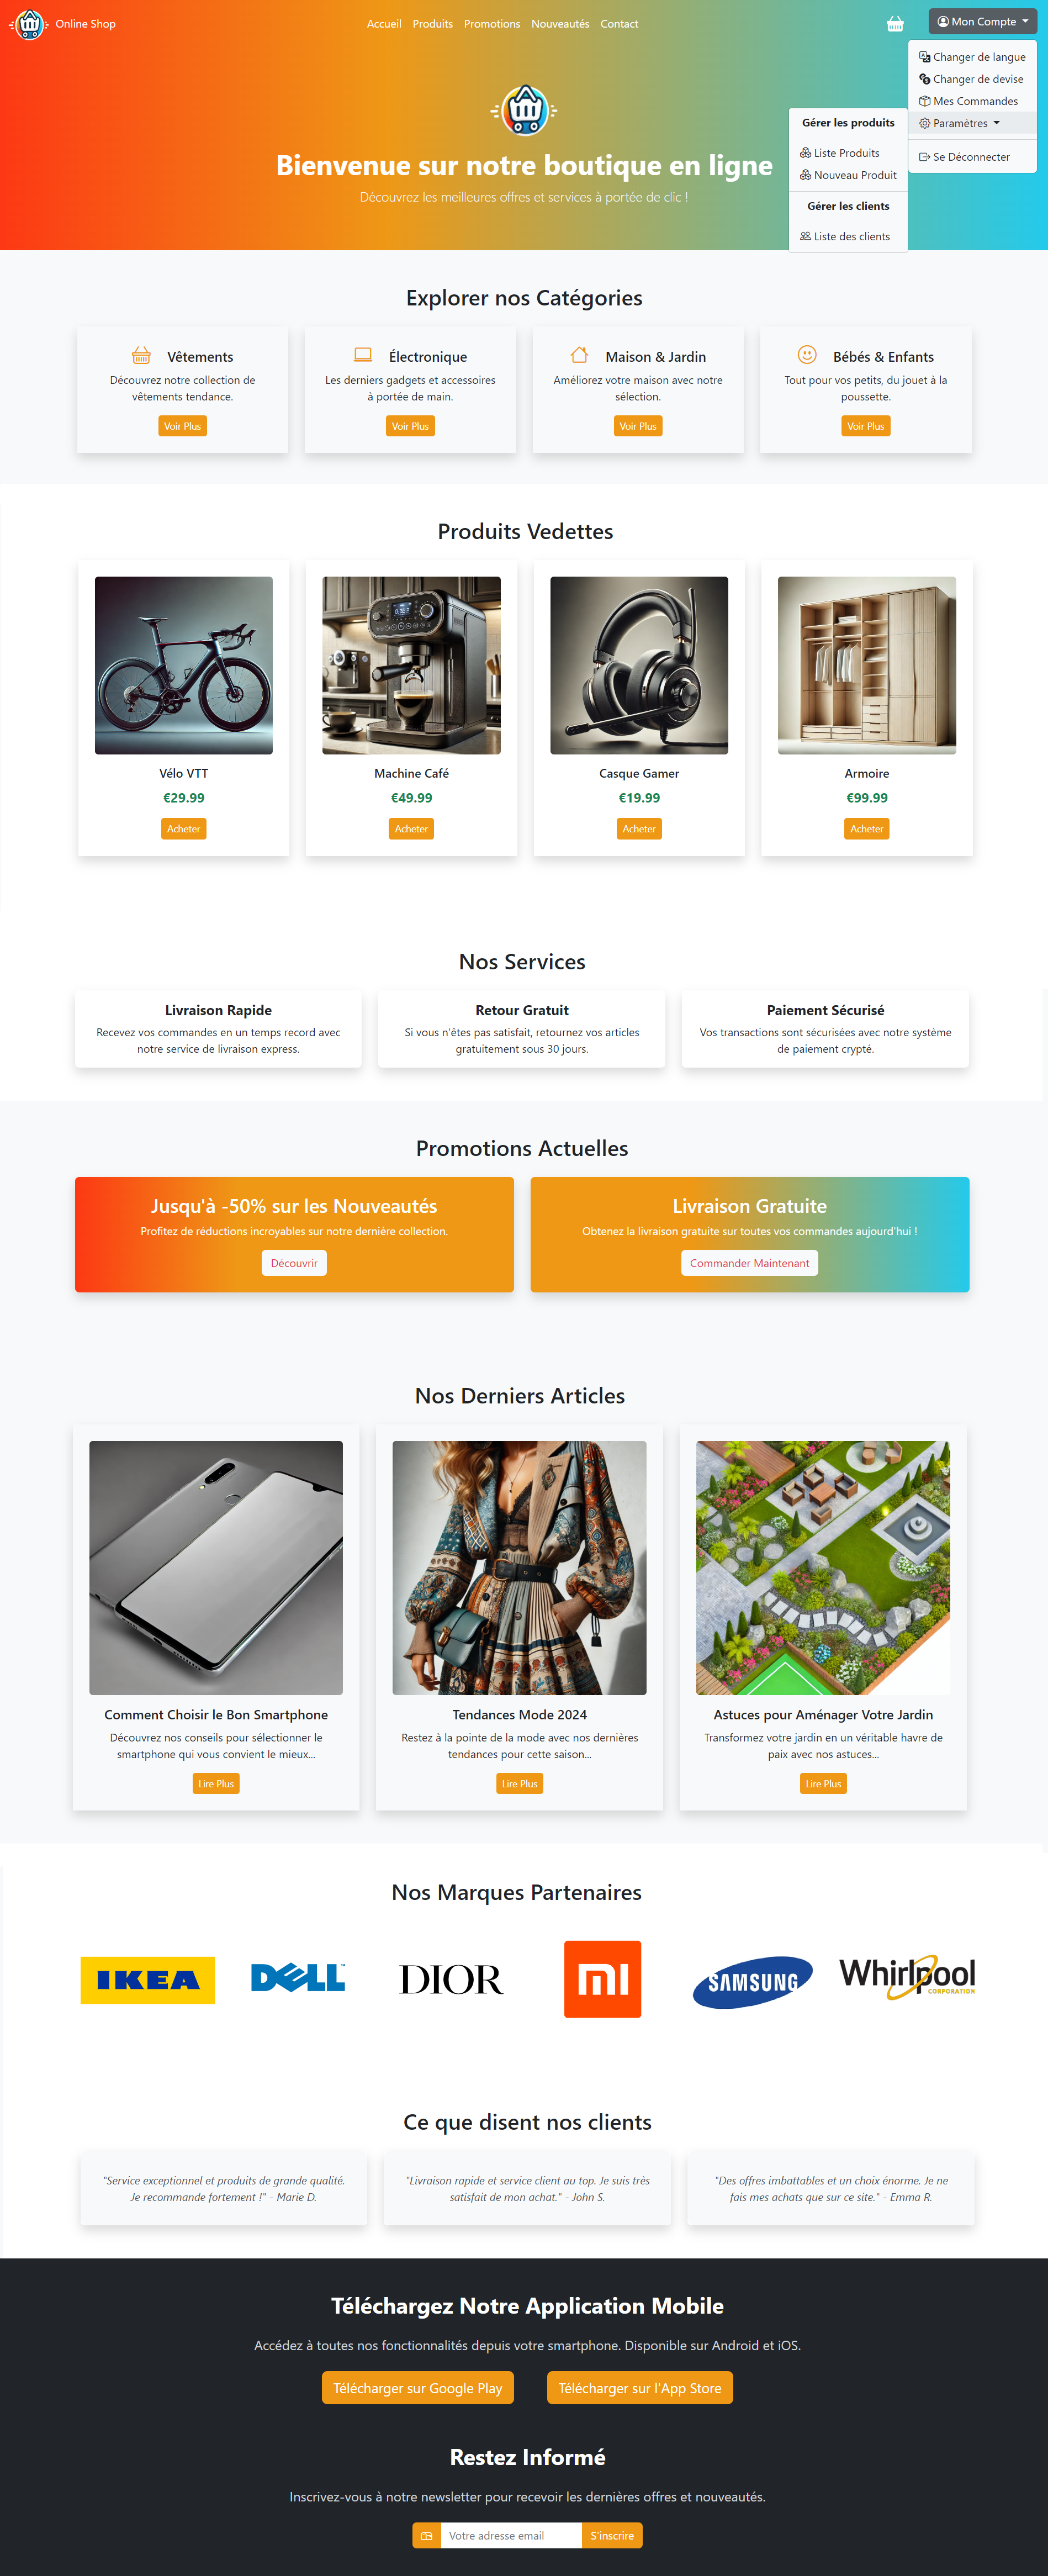 Online Shop
Accueil Produits Promotions Nouveautés Contact
Mon Compte
Changer de langue
Changer de devise
Mes Commandes
Paramètres
Se Déconnecter
Gérer les produits
Liste Produits
Nouveau Produit
Gérer les clients
Liste des clients
Bienvenue sur notre boutique en ligne
Découvrez les meilleures offres et services à portée de clic !
Explorer nos Catégories
Vêtements
Découvrez notre collection de
vêtements tendance.
Voir Plus
Électronique
Les derniers gadgets et accessoires
à portée de main.
Voir Plus
Maison & Jardin
Améliorez votre maison avec notre
sélection.
Voir Plus
Bébés & Enfants
Tout pour vos petits, du jouet à la
poussette.
Voir Plus
Produits Vedettes
Vélo VTT
€29.99
Acheter
Machine Café
€49.99
Acheter
Casque Gamer
€19.99
Acheter
Armoire
€99.99
Acheter
Nos Services
Livraison Rapide
Recevez vos commandes en un temps record avec
notre service de livraison express.
Retour Gratuit
Si vous n'êtes pas satisfait, retournez vos articles
gratuitement sous 30 jours.
Paiement Sécurisé
Vos transactions sont sécurisées avec notre système
de paiement crypté.
Promotions Actuelles
Jusqu'à -50% sur les Nouveautés
Profitez de réductions incroyables sur notre dernière collection.
Découvrir
Livraison Gratuite
Obtenez la livraison gratuite sur toutes vos commandes aujourd'hui !
Commander Maintenant
Nos Derniers Articles
Comment Choisir le Bon Smartphone
Découvrez nos conseils pour sélectionner le
smartphone qui vous convient le mieux...
Lire Plus
Tendances Mode 2024
Restez à la pointe de la mode avec nos dernières
tendances pour cette saison...
Lire Plus
Astuces pour Aménager Votre Jardin
Transformez votre jardin en un véritable havre de
paix avec nos astuces...
Lire Plus
Nos Marques Partenaires
IKEA
DELL
DIOR
mi
SAMSUNG
Whirlpool
CORPORATION
Ce que disent nos clients
"Service exceptionnel et produits de grande qualité.
Je recommande fortement !" - Marie D.
"Livraison rapide et service client au top. Je suis très
satisfait de mon achat." - John S.
"Des offres imbattables et un choix énorme. Je ne
fais mes achats que sur ce site." - Emma R.
Téléchargez Notre Application Mobile
Accédez à toutes nos fonctionnalités depuis votre smartphone. Disponible sur Android et iOS.
Télécharger sur Google Play
Télécharger sur l'App Store
Restez Informé
Inscrivez-vous à notre newsletter pour recevoir les dernières offres et nouveautés.
Votre adresse email
S'inscrire